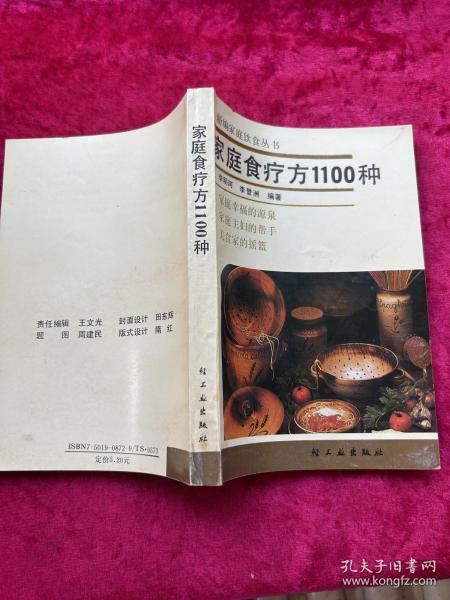 新编家庭饮食丛书
家庭食疗方1100种
李昭河 李登洲 编著
家庭幸福的源泉
家庭主妇的帮手
美食家的摇篮
轻工业出版社
家庭食疗方1100种
轻工业出版社
责任编辑 王文光 封面设计 田东辉
题 图 周建民 版式设计 隋 红
ISBN7-5019-0872-9/TS·0573
定价5.20元
孔夫子旧书网
www.kongfz.com